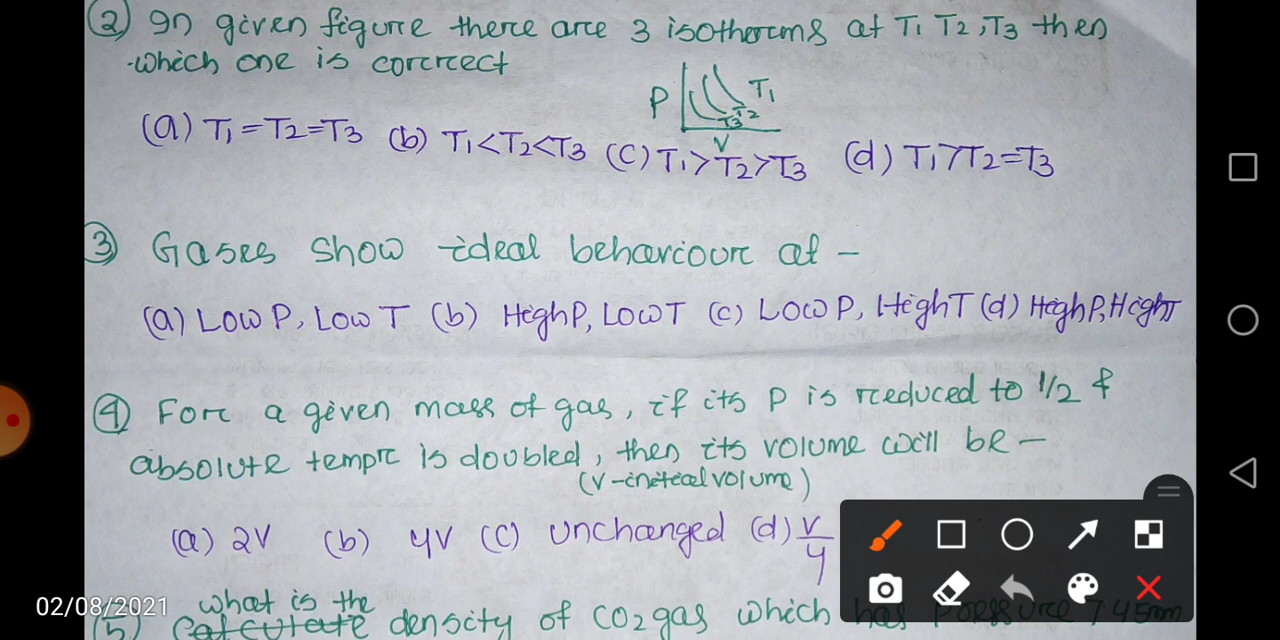 (2) In given figure there are 3 isotherms at T1 T2, T3 then
which one is correct
P T1
T3 T2
V
(a) T1=T2=T3 (b) T1<T2<T3 (c) T1>T2>T3 (d) T1>T2=T3
(3) Gases show ideal behaviour at -
(a) Low P, Low T (b) High P, Low T (c) Low P, High T (d) High P, High T
(4) For a given mass of gas, if its P is reduced to 1/2 &
absolute tempr is doubled, then its volume will be -
(V-initial volume)
(a) 2V (b) 4V (c) unchanged (d) V/4
what is the
(5) Calculate density of CO2 gas which has pressure 745mm
02/08/2021